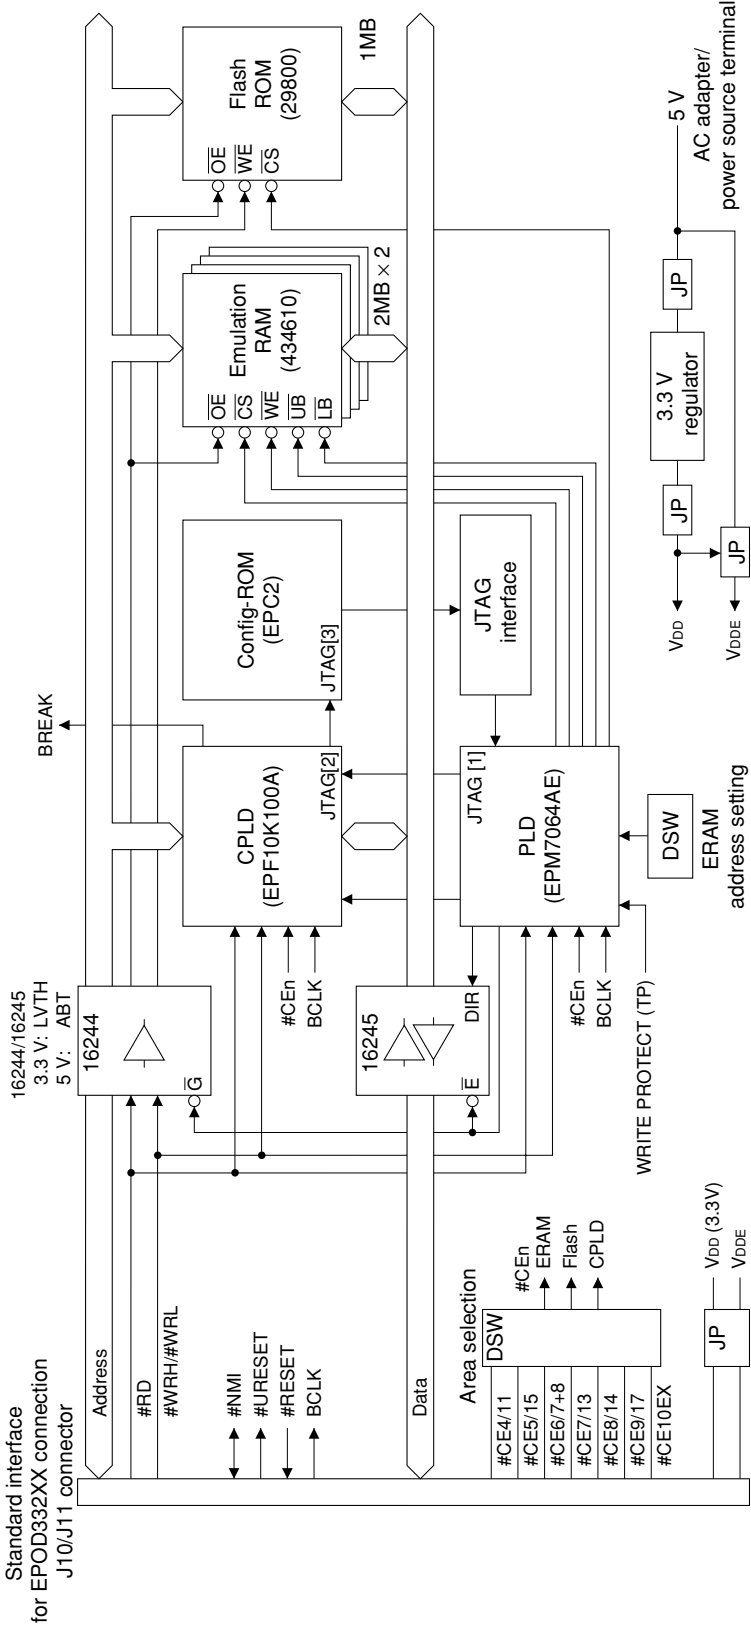 Standard interface
for EPOD332XX connection
J10/J11 connector
Address
#RD
#WRH/#WRL
#NMI
#URESET
#RESET
BCLK
Data
Area selection
DSW
#CE4/11
#CE5/15
#CE6/7+8
#CE7/13
#CE8/14
#CE9/17
#CE10EX
#CEn
ERAM
Flash
CPLD
JP
VDD (3.3V)
VDDE
16244/16245
3.3 V: LVTH
5 V: ABT
16244
G
16245
DIR
E
#CEn
BCLK
#CEn
BCLK
WRITE PROTECT (TP)
BREAK
CPLD
(EPF10K100A)
JTAG[2]
PLD
(EPM7064AE)
JTAG [1]
DSW
ERAM
address setting
Config-ROM
(EPC2)
JTAG[3]
JTAG
interface
Emulation
RAM
(434610)
OE
CS
WE
UB
LB
2MB × 2
Flash
ROM
(29800)
OE
WE
CS
1MB
VDD
VDDE
JP
JP
3.3 V
regulator
JP
5 V
AC adapter/
power source terminal